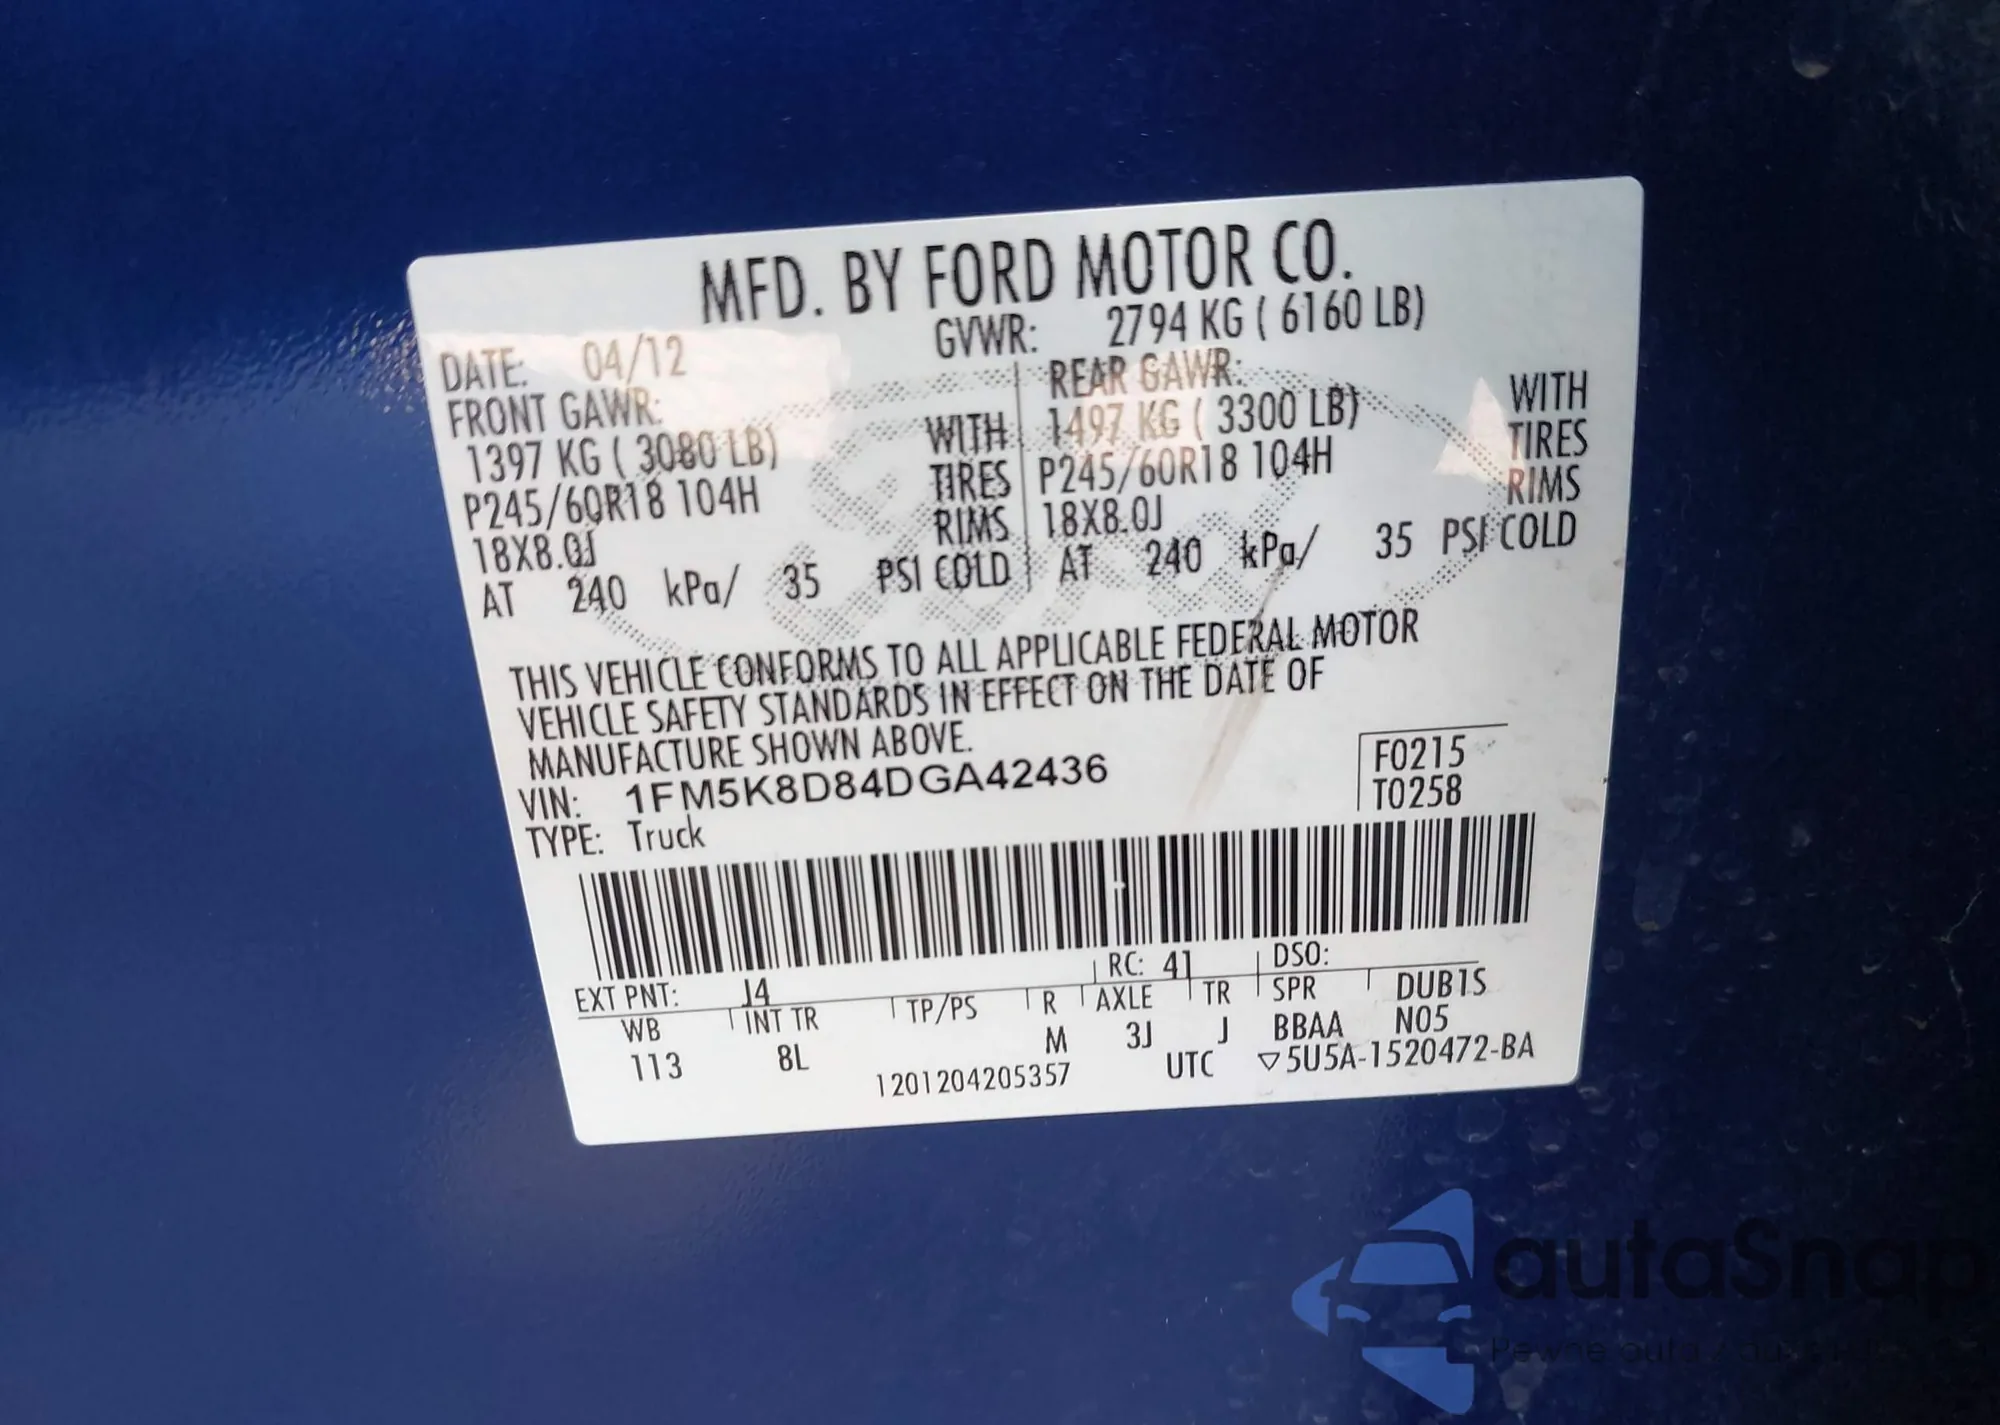 MFD. BY FORD MOTOR CO.
DATE: 04/12 GVWR: 2794 KG ( 6160 LB)
FRONT GAWR: REAR GAWR:
1397 KG ( 3080 LB) WITH 1497 KG ( 3300 LB) WITH
P245/60R18 104H TIRES P245/60R18 104H TIRES
18X8.0J RIMS 18X8.0J RIMS
AT 240 kPa/ 35 PSI COLD AT 240 kPa/ 35 PSI COLD
Ford
THIS VEHICLE CONFORMS TO ALL APPLICABLE FEDERAL MOTOR
VEHICLE SAFETY STANDARDS IN EFFECT ON THE DATE OF
MANUFACTURE SHOWN ABOVE.
VIN: 1FM5K8D84DGA42436 F0215
TYPE: Truck T0258
EXT PNT: J4 RC: 41 DSO:
WB INT TR TP/PS R AXLE TR SPR DUB1S
113 8L M 3J J BBAA N05
1201204205357 UTC ▽5U5A-1520472-BA
autaSnap